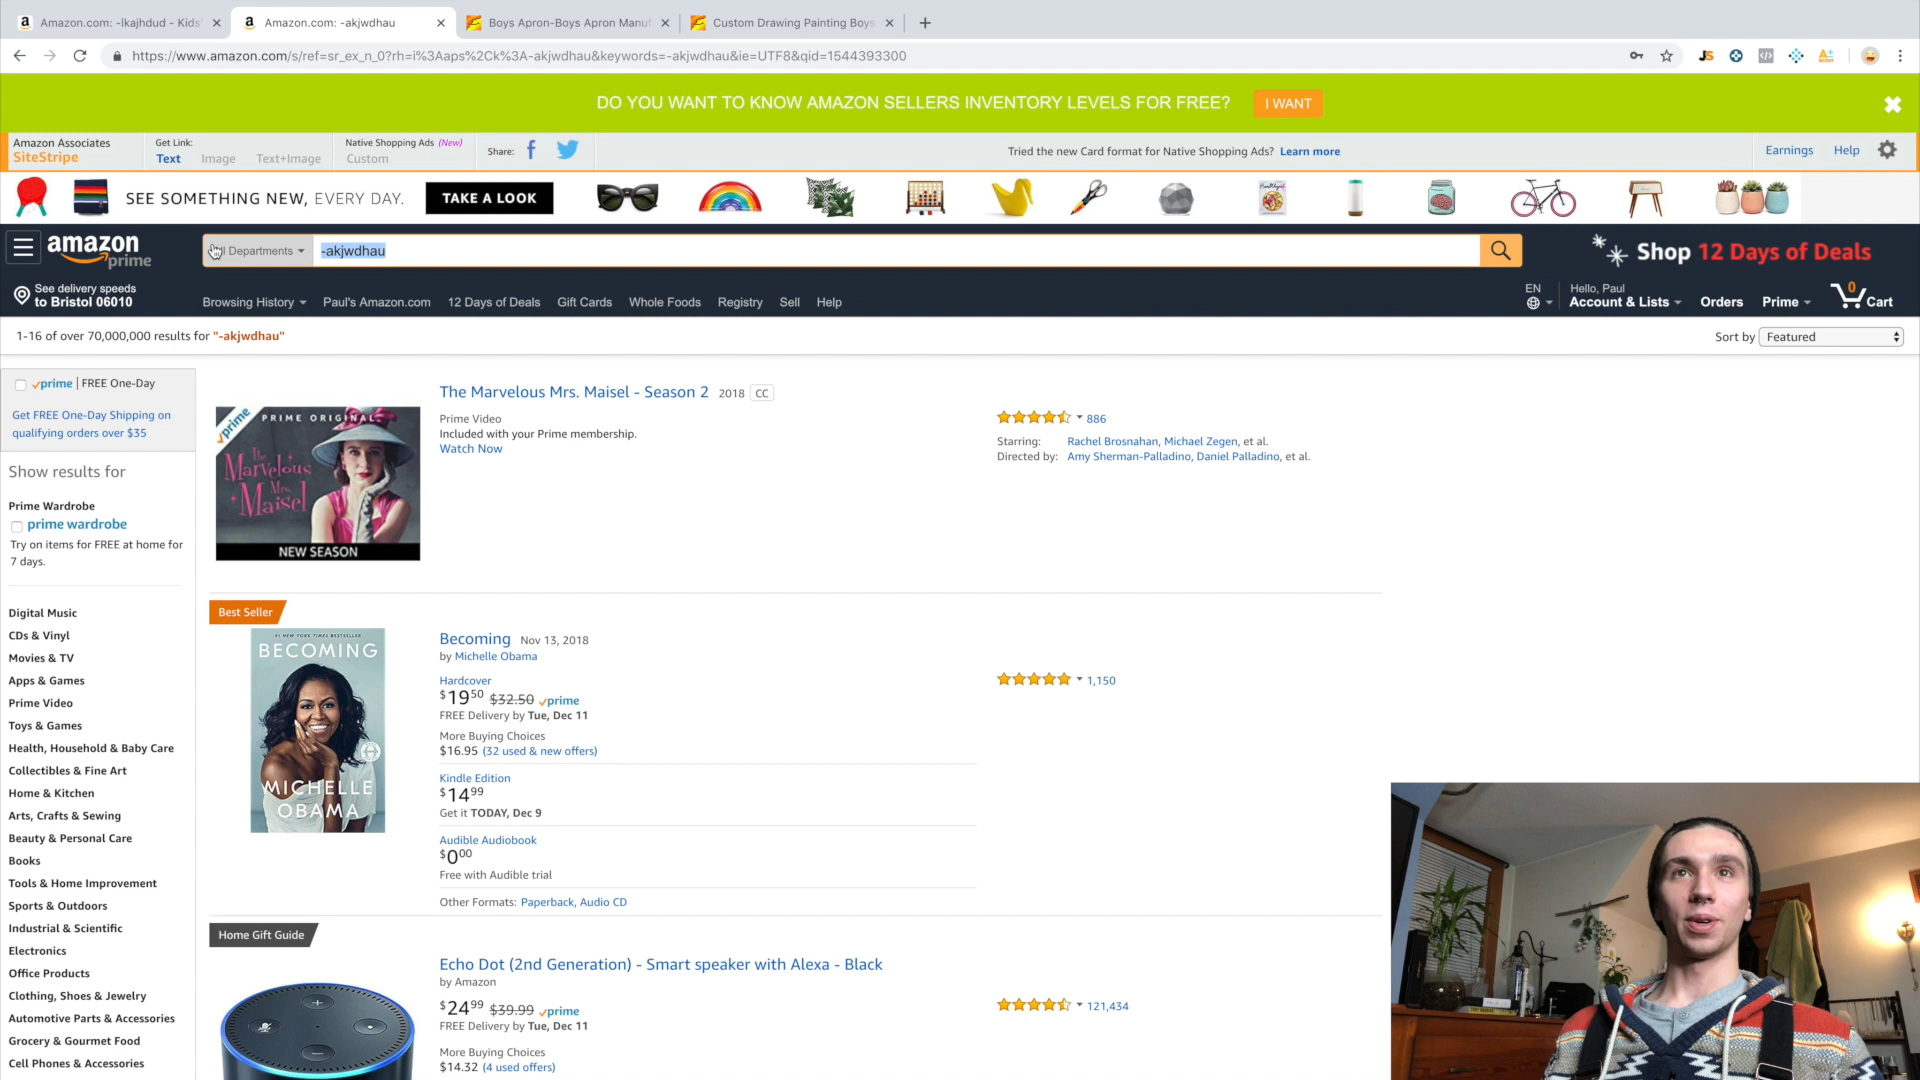 Amazon.com: -lkajhdud - Kids'
Amazon.com: -akjwdhau
Boys Apron-Boys Apron Manuf
Custom Drawing Painting Boys
https://www.amazon.com/s/ref=sr_ex_n_0?rh=i%3Aaps%2Ck%3A-akjwdhau&keywords=-akjwdhau&ie=UTF8&qid=1544393300
DO YOU WANT TO KNOW AMAZON SELLERS INVENTORY LEVELS FOR FREE?
I WANT
Amazon Associates
SiteStripe
Get Link:
Text Image Text+Image
Native Shopping Ads (New)
Custom
Share:
Tried the new Card format for Native Shopping Ads? Learn more
Earnings
Help
SEE SOMETHING NEW, EVERY DAY.
TAKE A LOOK
amazon
prime
Departments
-akjwdhau
Shop 12 Days of Deals
See delivery speeds
to Bristol 06010
Browsing History
Paul's Amazon.com
12 Days of Deals
Gift Cards
Whole Foods
Registry
Sell
Help
EN
Hello, Paul
Account & Lists
Orders
Prime
0
Cart
1-16 of over 70,000,000 results for "-akjwdhau"
Sort by Featured
prime | FREE One-Day
Get FREE One-Day Shipping on
qualifying orders over $35
Show results for
Prime Wardrobe
prime wardrobe
Try on items for FREE at home for
7 days.
Digital Music
CDs & Vinyl
Movies & TV
Apps & Games
Prime Video
Toys & Games
Health, Household & Baby Care
Collectibles & Fine Art
Home & Kitchen
Arts, Crafts & Sewing
Beauty & Personal Care
Books
Tools & Home Improvement
Sports & Outdoors
Industrial & Scientific
Electronics
Office Products
Clothing, Shoes & Jewelry
Automotive Parts & Accessories
Grocery & Gourmet Food
Cell Phones & Accessories
prime
PRIME ORIGINAL
The
Marvelous
Mrs.
Maisel
NEW SEASON
The Marvelous Mrs. Maisel - Season 2 2018 CC
Prime Video
Included with your Prime membership.
Watch Now
886
Starring: Rachel Brosnahan, Michael Zegen, et al.
Directed by: Amy Sherman-Palladino, Daniel Palladino, et al.
Best Seller
#1 NEW YORK TIMES BESTSELLER
BECOMING
MICHELLE
OBAMA
Becoming Nov 13, 2018
by Michelle Obama
Hardcover
$19 50 $32.50 prime
FREE Delivery by Tue, Dec 11
More Buying Choices
$16.95 (32 used & new offers)
1,150
Kindle Edition
$14 99
Get it TODAY, Dec 9
Audible Audiobook
$0 00
Free with Audible trial
Other Formats: Paperback, Audio CD
Home Gift Guide
Echo Dot (2nd Generation) - Smart speaker with Alexa - Black
by Amazon
$24 99 $39.99 prime
FREE Delivery by Tue, Dec 11
More Buying Choices
$14.32 (4 used offers)
121,434